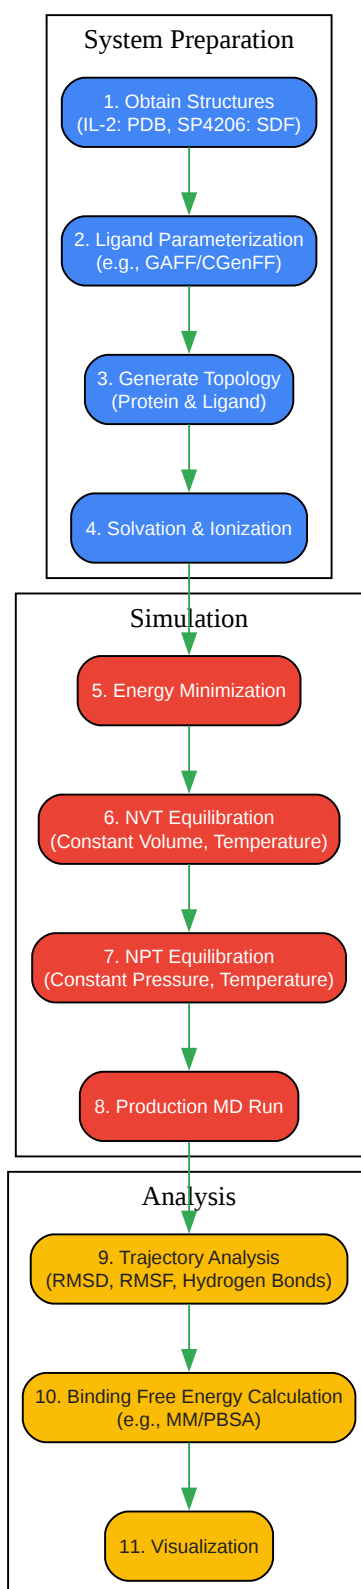 System Preparation
1. Obtain Structures
(IL-2: PDB, SP4206: SDF)
2. Ligand Parameterization
(e.g., GAFF/CGenFF)
3. Generate Topology
(Protein & Ligand)
4. Solvation & Ionization
Simulation
5. Energy Minimization
6. NVT Equilibration
(Constant Volume, Temperature)
7. NPT Equilibration
(Constant Pressure, Temperature)
8. Production MD Run
Analysis
9. Trajectory Analysis
(RMSD, RMSF, Hydrogen Bonds)
10. Binding Free Energy Calculation
(e.g., MM/PBSA)
11. Visualization